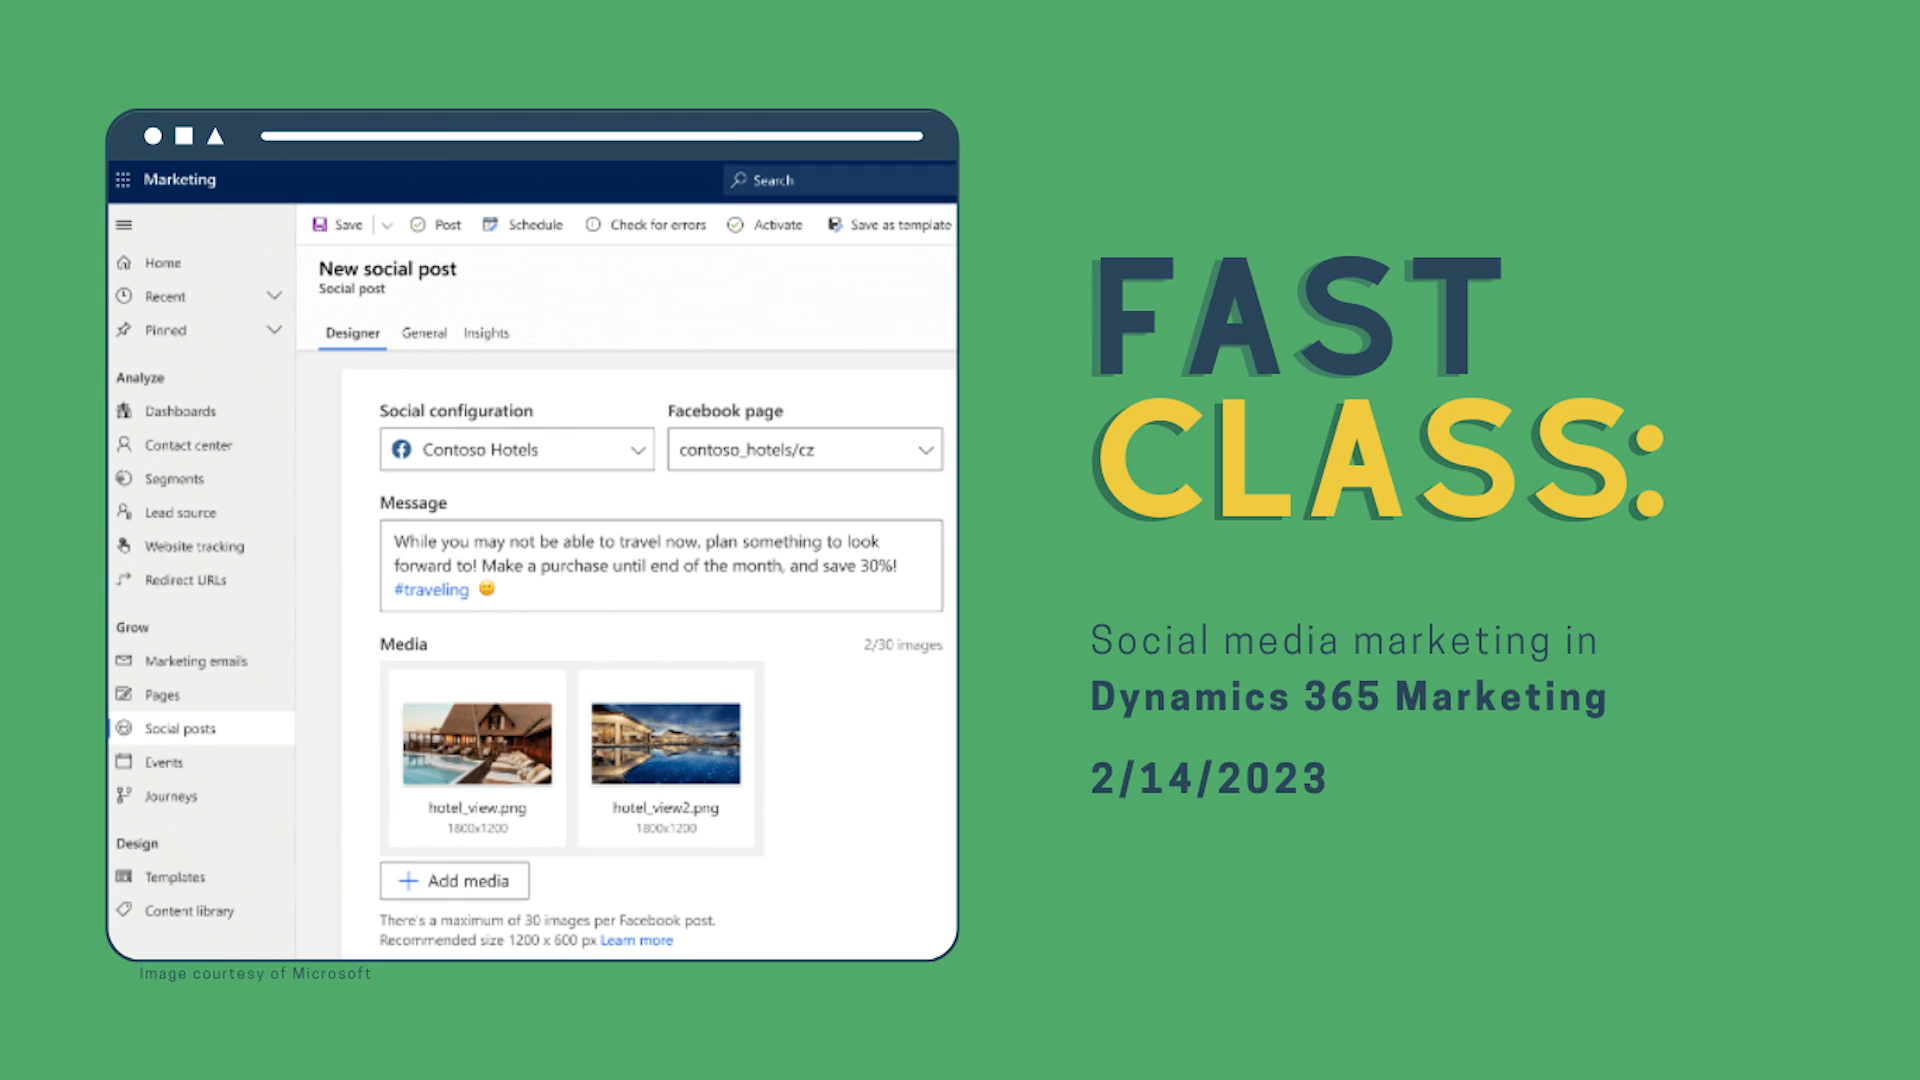 Marketing
Search
Save
Post
Schedule
Check for errors
Activate
Save as template
Home
Recent
Pinned
Analyze
Dashboards
Contact center
Segments
Lead source
Website tracking
Redirect URLs
Grow
Marketing emails
Pages
Social posts
Events
Journeys
Design
Templates
Content library
New social post
Social post
Designer
General
Insights
Social configuration
Facebook page
Contoso Hotels
contoso_hotels/cz
Message
While you may not be able to travel now, plan something to look
forward to! Make a purchase until end of the month, and save 30%!
#traveling 😊
Media
2/30 images
hotel_view.png
1800x1200
hotel_view2.png
1800x1200
Add media
There's a maximum of 30 images per Facebook post.
Recommended size 1200 x 600 px Learn more
Image courtesy of Microsoft
FAST
CLASS:
Social media marketing in
Dynamics 365 Marketing
2/14/2023